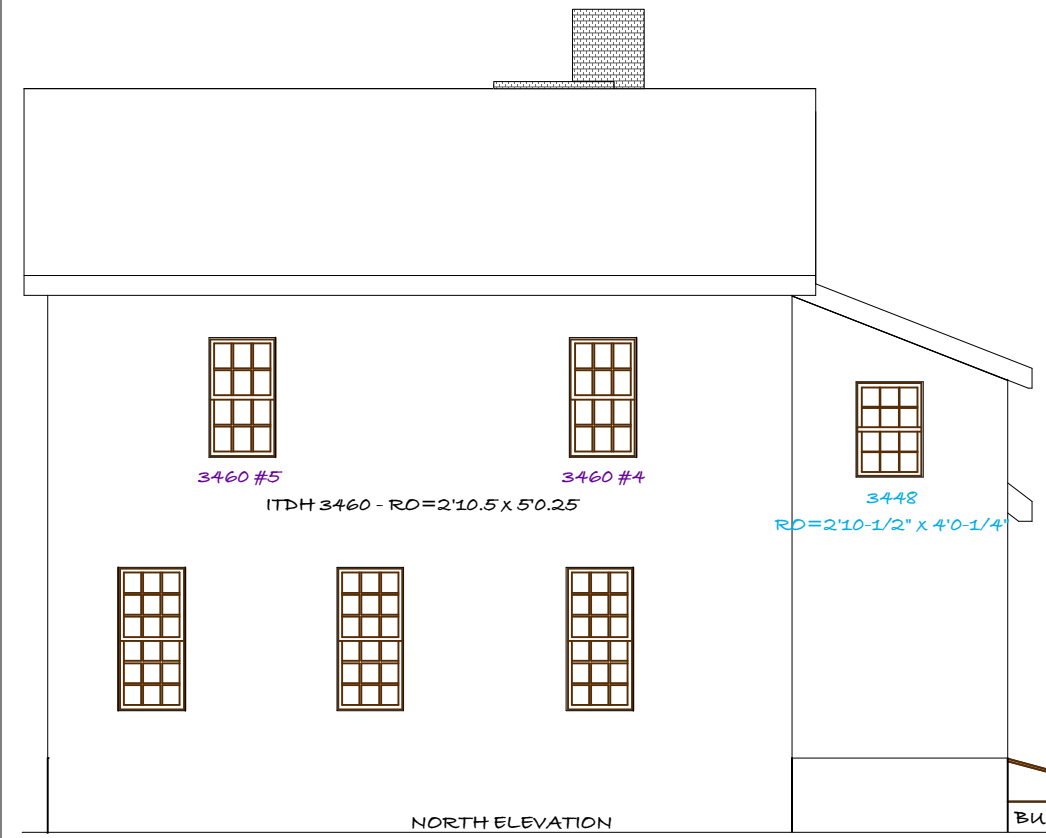 3460 #5
3460 #4
ITDH 3460 - RO=2'10.5 x 5'0.25
3448
RO=2'10-1/2" x 4'0-1/4"
NORTH ELEVATION
BU